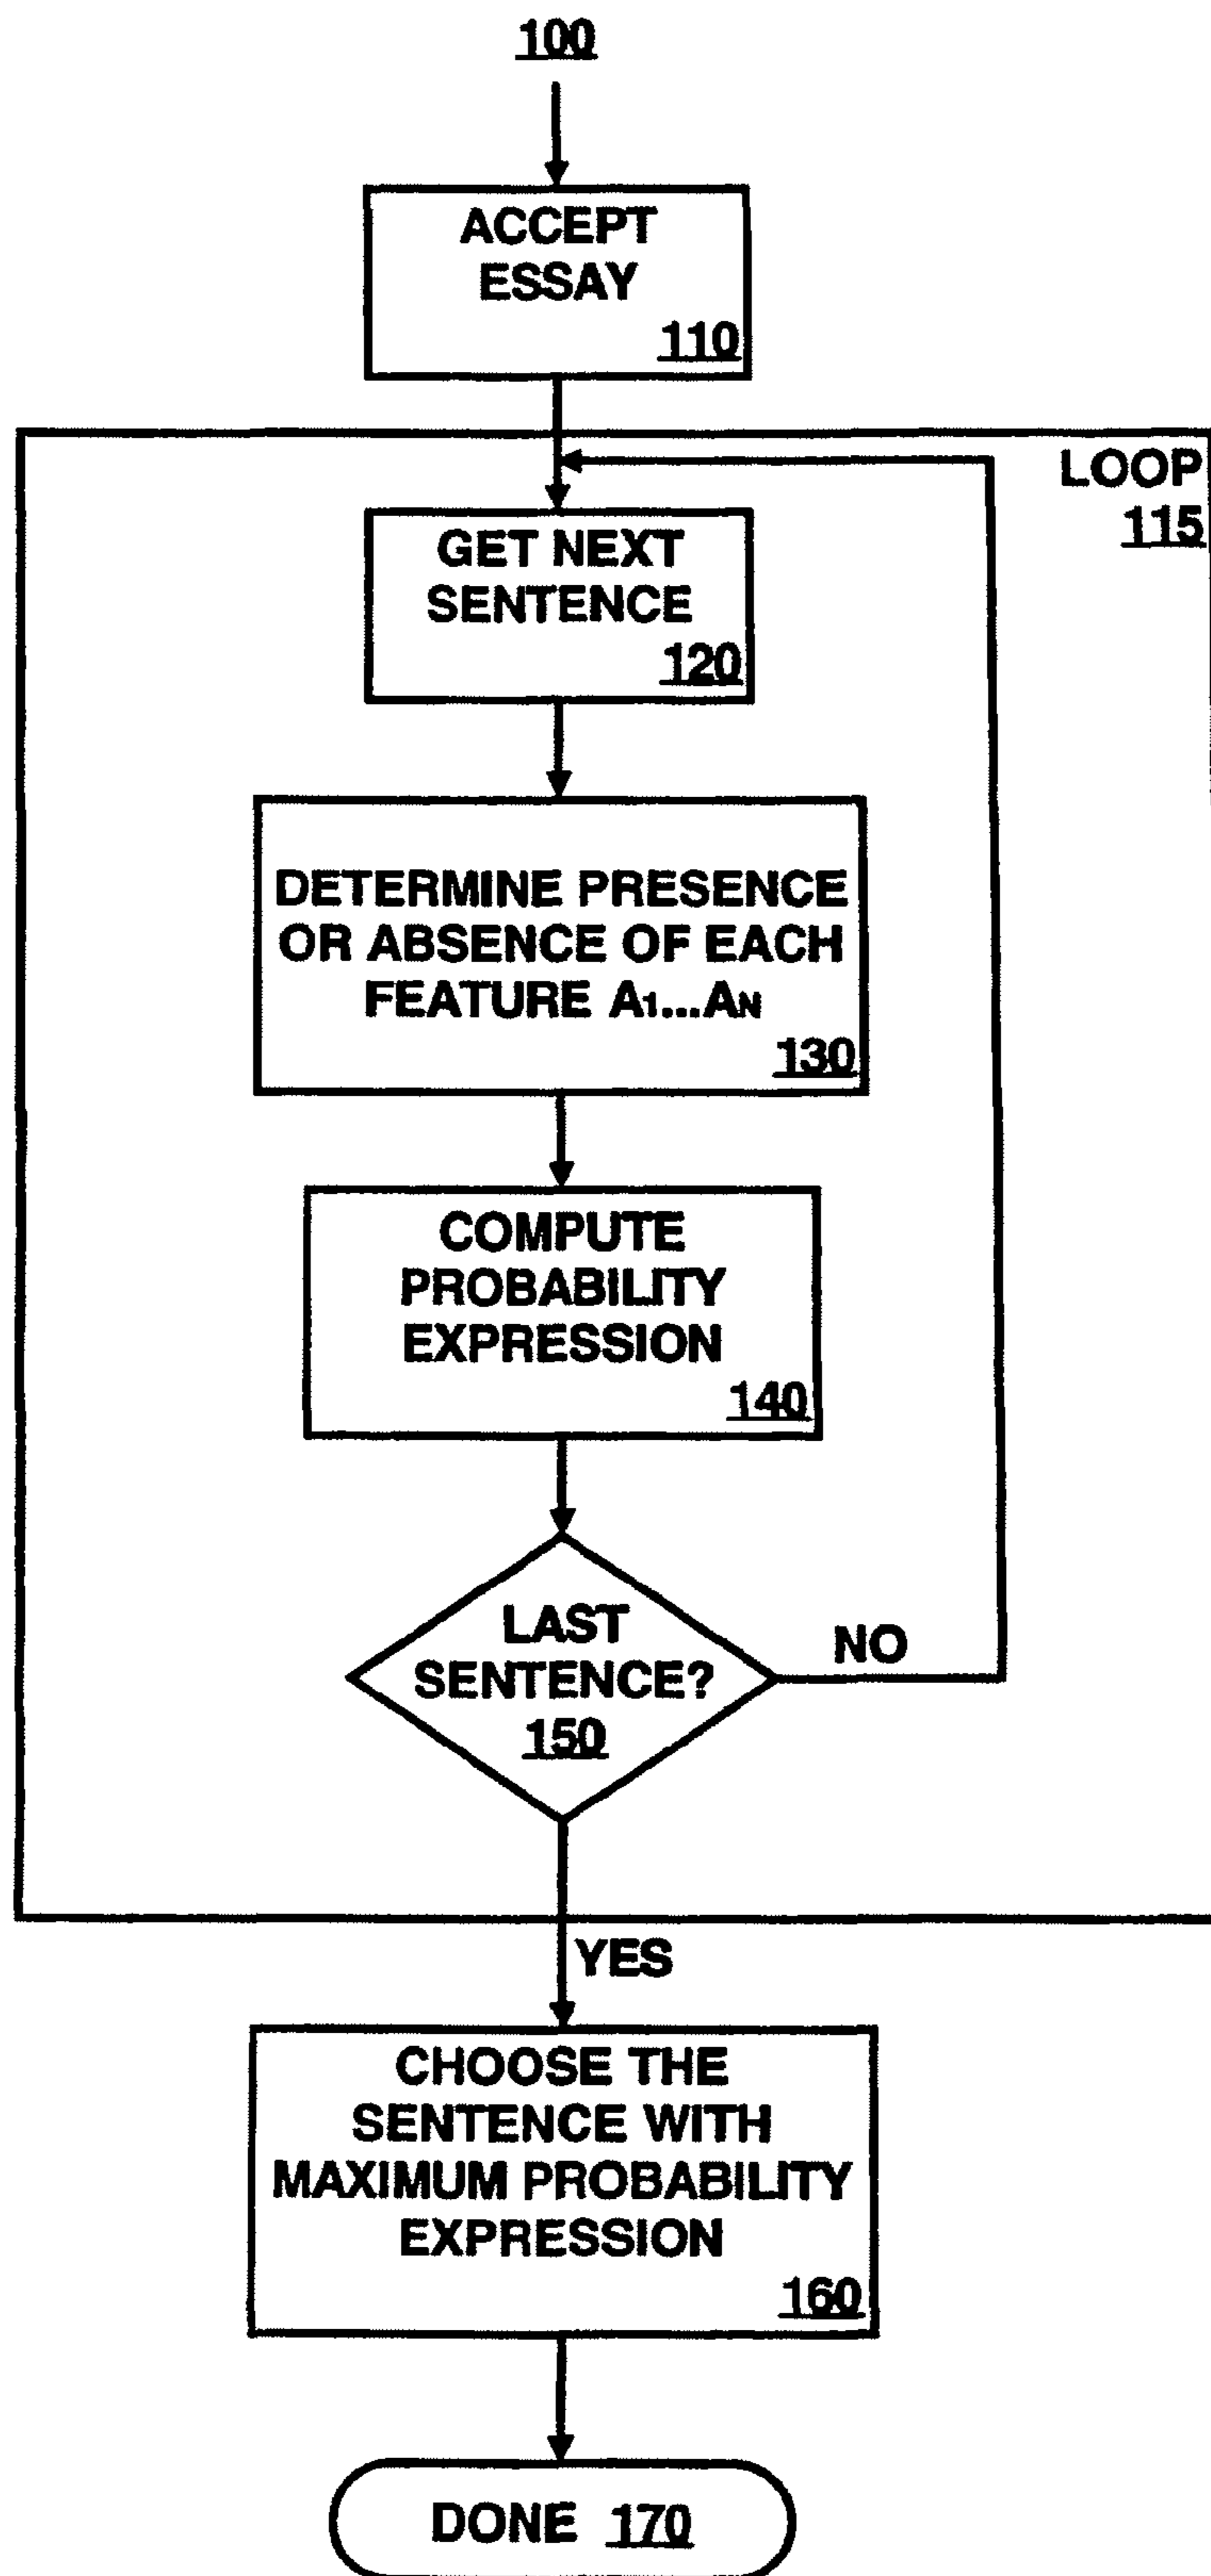 100
ACCEPT
ESSAY
110
LOOP
115
GET NEXT
SENTENCE
120
DETERMINE PRESENCE
OR ABSENCE OF EACH
FEATURE A1...AN
130
COMPUTE
PROBABILITY
EXPRESSION
140
LAST
SENTENCE?
150
NO
YES
CHOOSE THE
SENTENCE WITH
MAXIMUM PROBABILITY
EXPRESSION
160
DONE 170